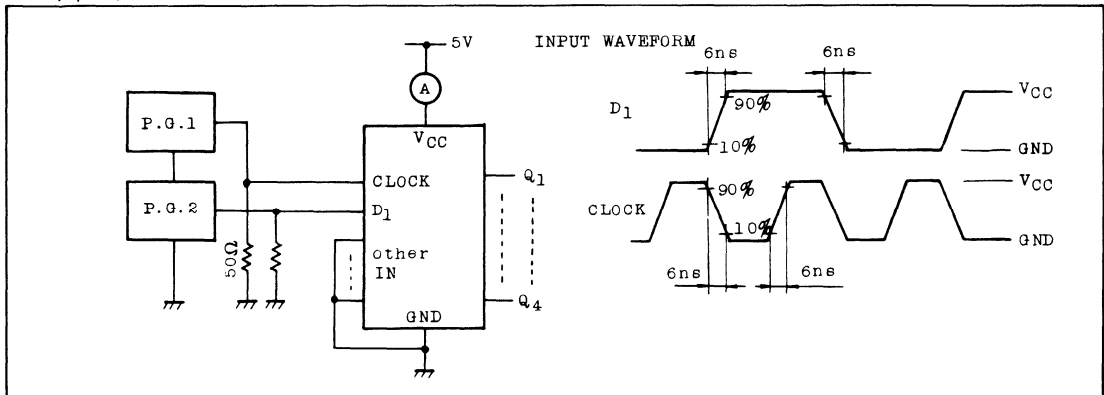 5V
INPUT WAVEFORM
6ns
6ns
A
P.G.1
VCC
D1
90%
10%
VCC
GND
CLOCK
Q1
P.G.2
D1
CLOCK
90%
10%
VCC
GND
50Ω
other
IN
6ns
6ns
Q4
GND